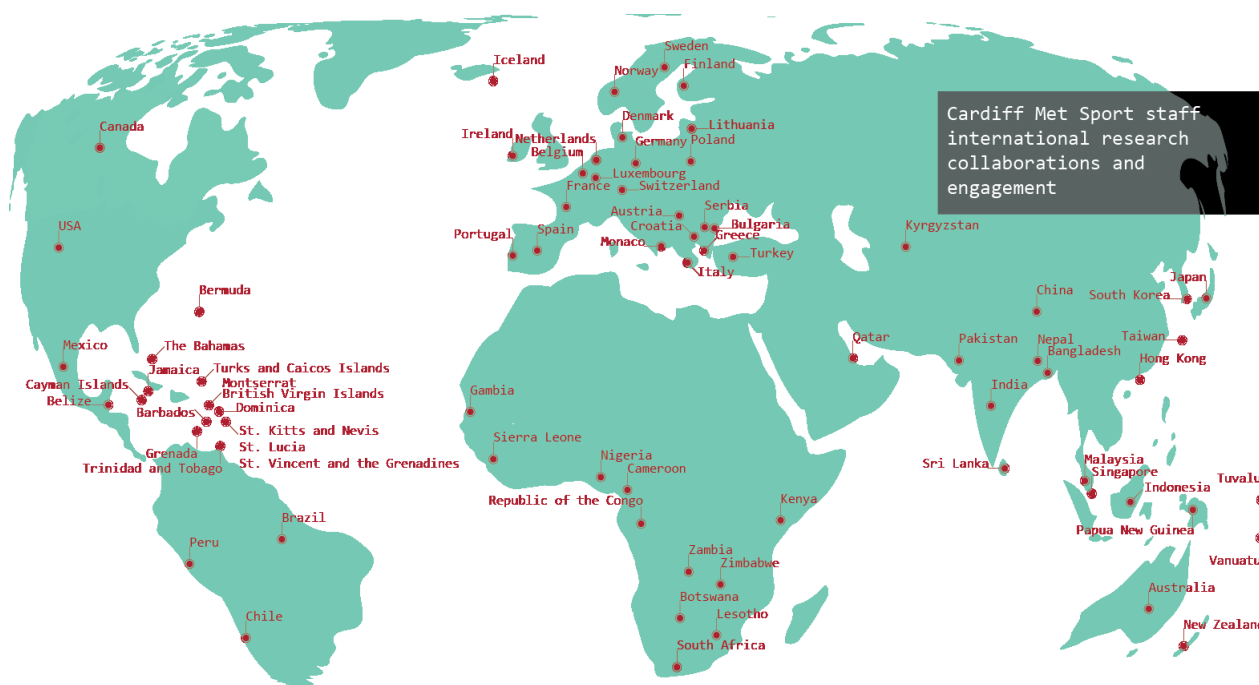 Sweden
Iceland
Finland
Norway
Cardiff Met Sport staff
international research
collaborations and
engagement
Denmark
Canada
Lithuania
Ireland
Netherlands
Germany
Poland
Belgium
Luxembourg
France
Switzerland
Austria
Serbia
USA
Croatia
Bulgaria
Kyrgyzstan
Spain
Portugal
Greece
Monaco
Turkey
Italy
Japan
Bermuda
China
South Korea
Mexico
The Bahamas
Qatar
Pakistan
Nepal
Taiwan
Bangladesh
Hong Kong
Jamaica
Turks and Caicos Islands
Cayman Islands
Montserrat
India
British Virgin Islands
Belize
Gambia
Barbados
Dominica
St. Kitts and Nevis
Sierra Leone
St. Lucia
Grenada
Trinidad and Tobago
St. Vincent and the Grenadines
Nigeria
Cameroon
Sri Lanka
Malaysia
Singapore
Indonesia
Tuvalu
Republic of the Congo
Kenya
Brazil
Papua New Guinea
Peru
Zambia
Zimbabwe
Vanuatu
Botswana
Australia
Chile
Lesotho
New Zealand
South Africa